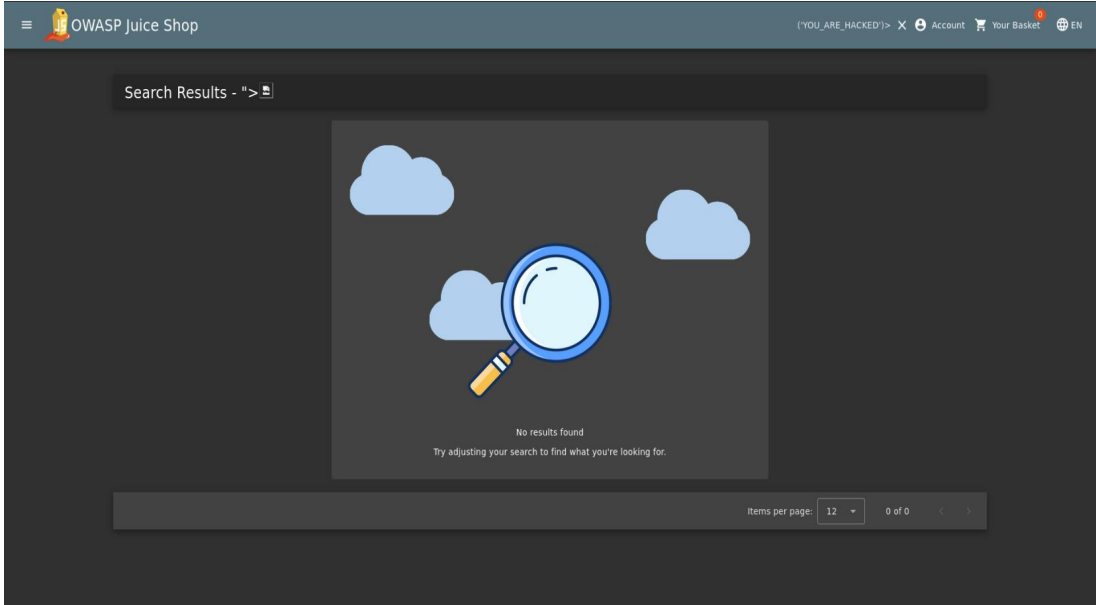 OWASP Juice Shop
('YOU_ARE_HACKED')> Account Your Basket 0 EN
Search Results - ">
No results found
Try adjusting your search to find what you're looking for.
Items per page: 12 0 of 0